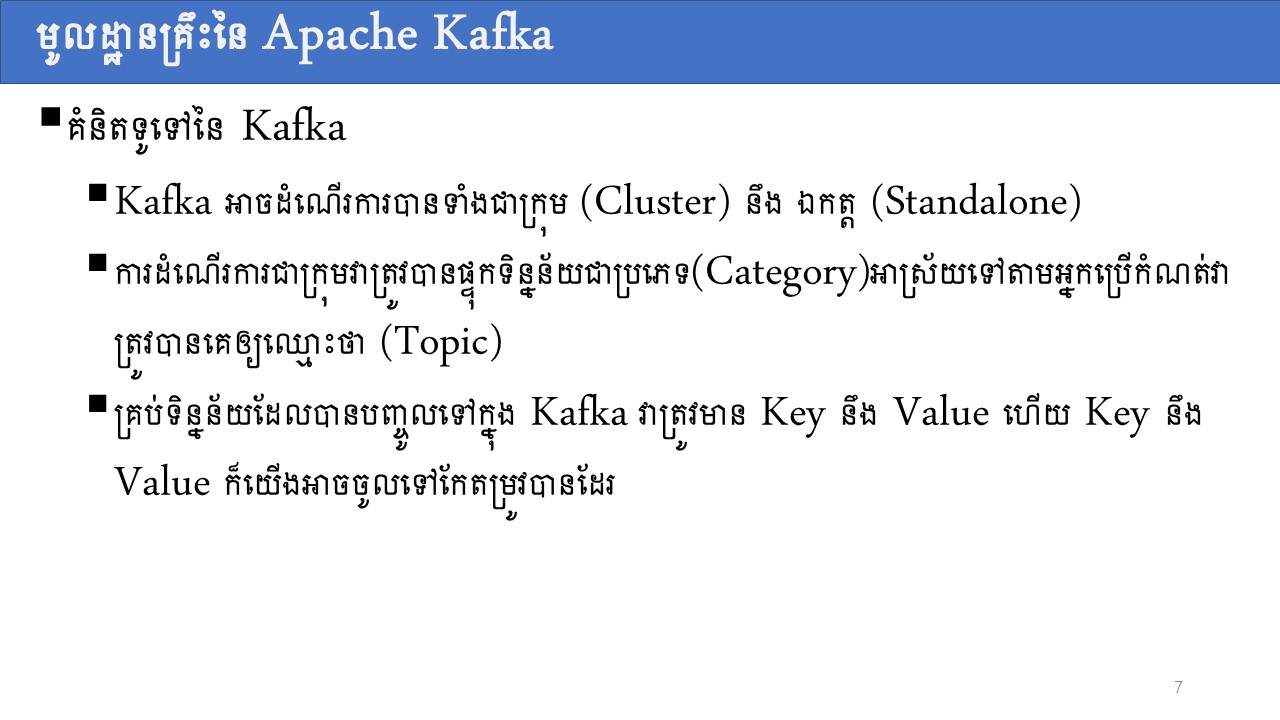 មូលដ្ឋានគ្រឹះនៃ Apache Kafka
▪គំនិតទូទៅនៃ Kafka
▪Kafka អាចដំណើរការបានទាំងជាក្រុម (Cluster) នឹង ឯកត្ត (Standalone)
▪ការដំណើរការជាក្រុមវាត្រូវបានផ្ទុកទិន្នន័យជាប្រភេទ(Category)អាស្រ័យទៅតាមអ្នកប្រើកំណត់វា
ត្រូវបានគេឲ្យឈ្មោះថា (Topic)
▪គ្រប់ទិន្នន័យដែលបានបញ្ចូលទៅក្នុង Kafka វាត្រូវមាន Key នឹង Value ហើយ Key នឹង
Value ក៏យើងអាចចូលទៅកែតម្រូវបានដែរ
7